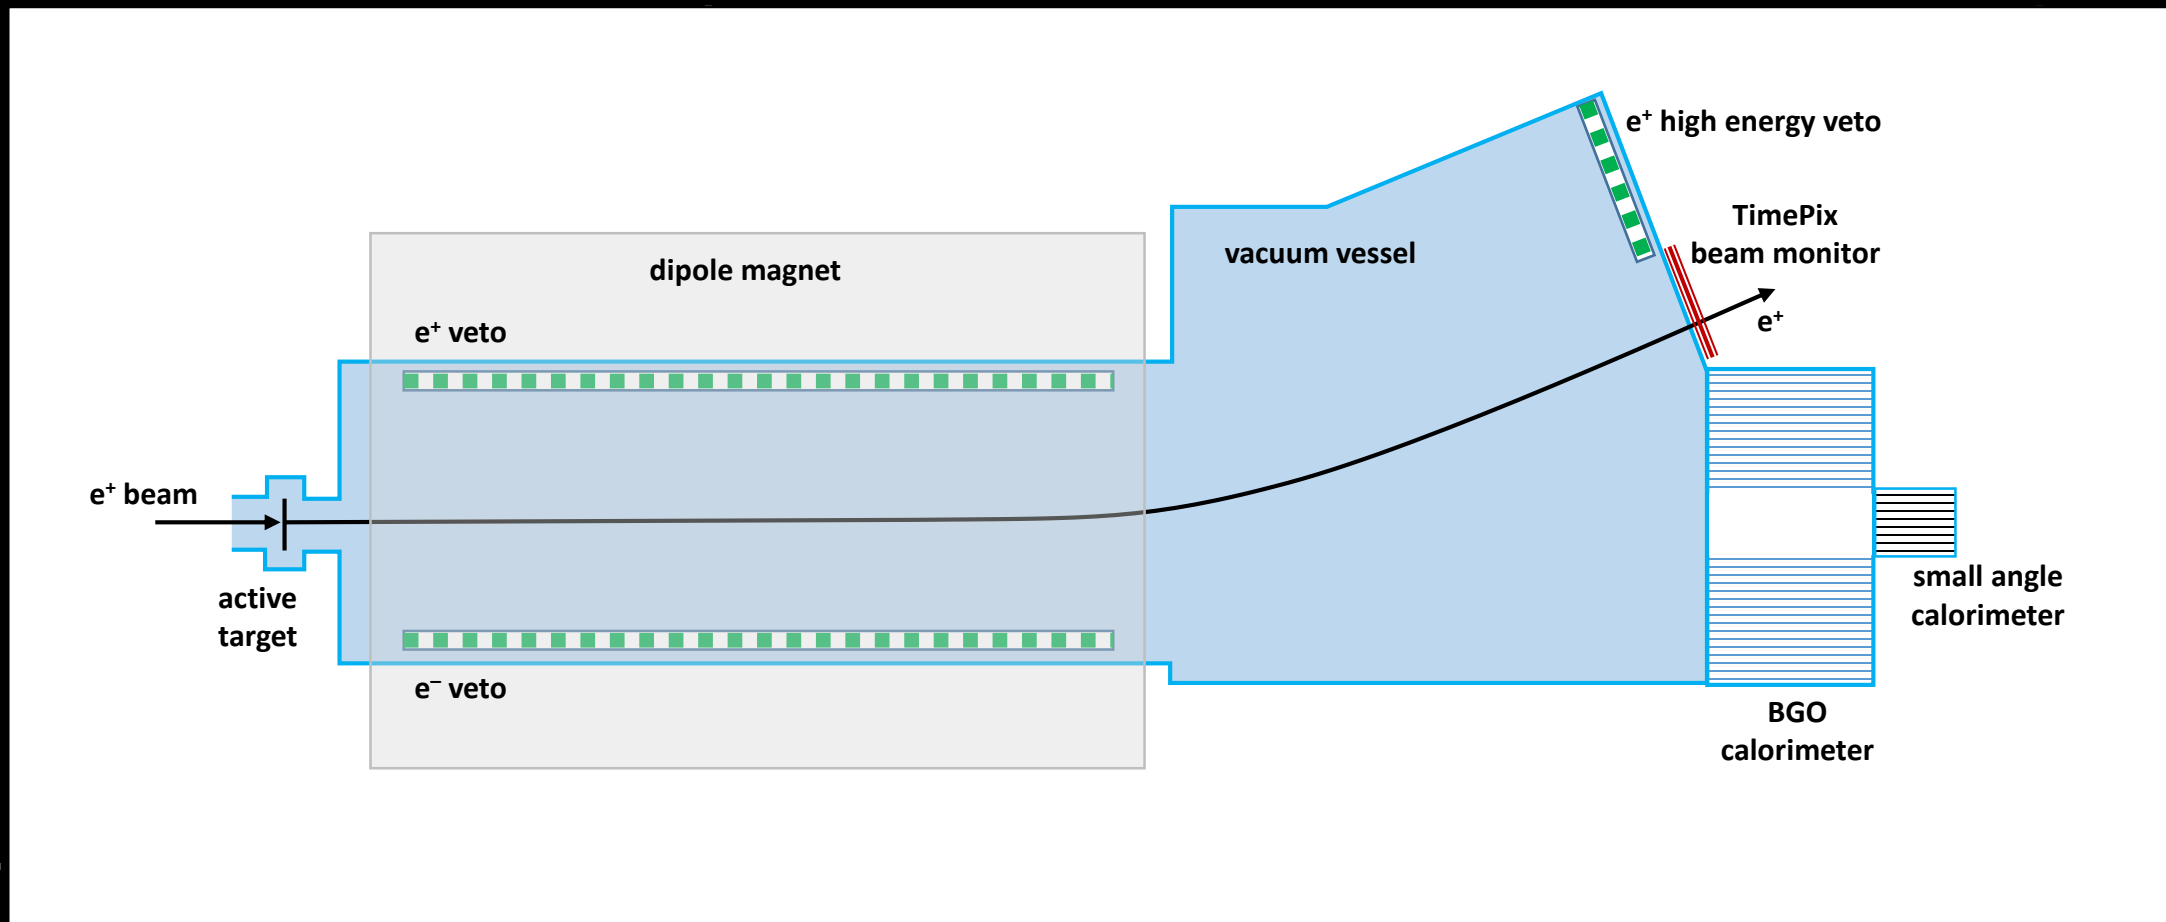 e⁺ high energy veto
TimePix
beam monitor
vacuum vessel
dipole magnet
e⁺
e⁺ veto
e⁺ beam
active
target
small angle
calorimeter
e⁻ veto
BGO
calorimeter